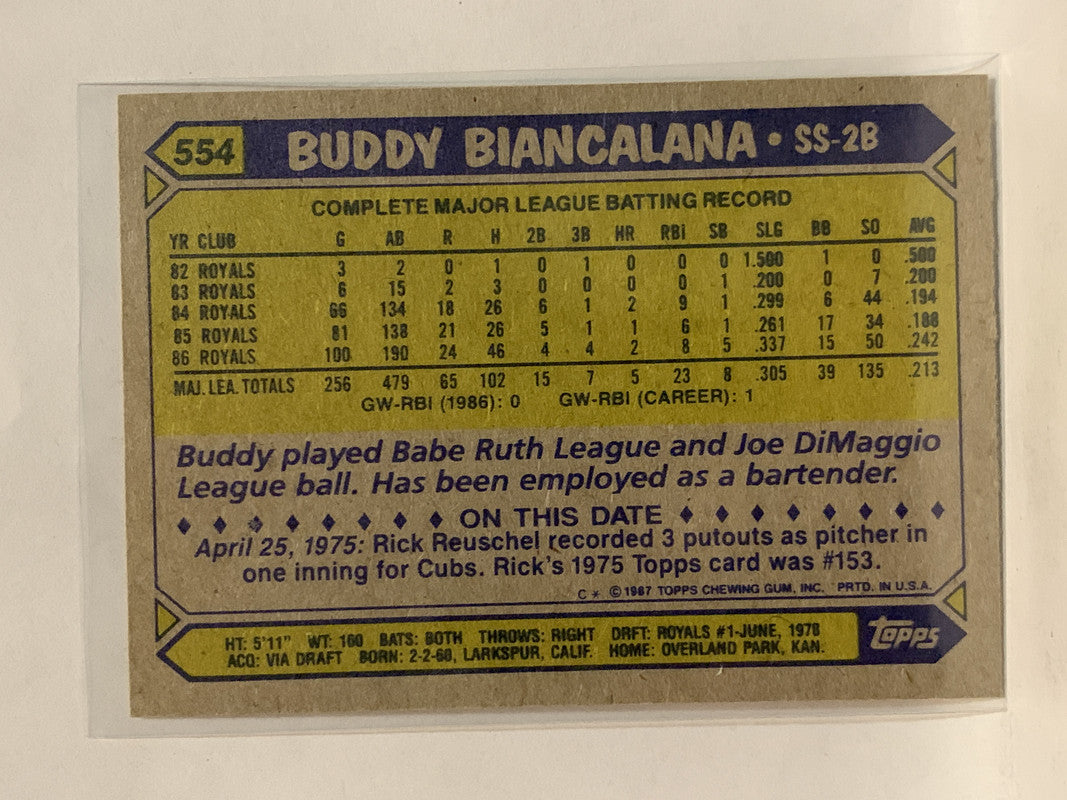 554 BUDDY BIANCALANA • SS-2B
COMPLETE MAJOR LEAGUE BATTING RECORD
YR CLUB G AB R H 2B 3B HR RBI SB SLG BB SO AVG
82 ROYALS 3 2 0 1 0 1 0 0 0 1.500 1 0 .500
83 ROYALS 6 15 2 3 0 0 0 0 1 .200 0 7 .200
84 ROYALS 66 134 18 26 6 1 2 9 1 .299 6 44 .194
85 ROYALS 81 138 21 26 5 1 1 6 1 .261 17 34 .188
86 ROYALS 100 190 24 46 4 4 2 8 5 .337 15 50 .242
MAJ. LEA. TOTALS 256 479 65 102 15 7 5 23 8 .305 39 135 .213
GW-RBI (1986): 0 GW-RBI (CAREER): 1
Buddy played Babe Ruth League and Joe DiMaggio
League ball. Has been employed as a bartender.
♦ ♦ ♦ ♦ ♦ ♦ ♦ ♦ ON THIS DATE ♦ ♦ ♦ ♦ ♦ ♦ ♦ ♦
April 25, 1975: Rick Reuschel recorded 3 putouts as pitcher in
one inning for Cubs. Rick's 1975 Topps card was #153.
C * © 1987 TOPPS CHEWING GUM, INC. PRTD. IN U.S.A.
HT: 5'11" WT: 160 BATS: BOTH THROWS: RIGHT DRFT: ROYALS #1-JUNE, 1978
ACQ: VIA DRAFT BORN: 2-2-60, LARKSPUR, CALIF. HOME: OVERLAND PARK, KAN.
Topps